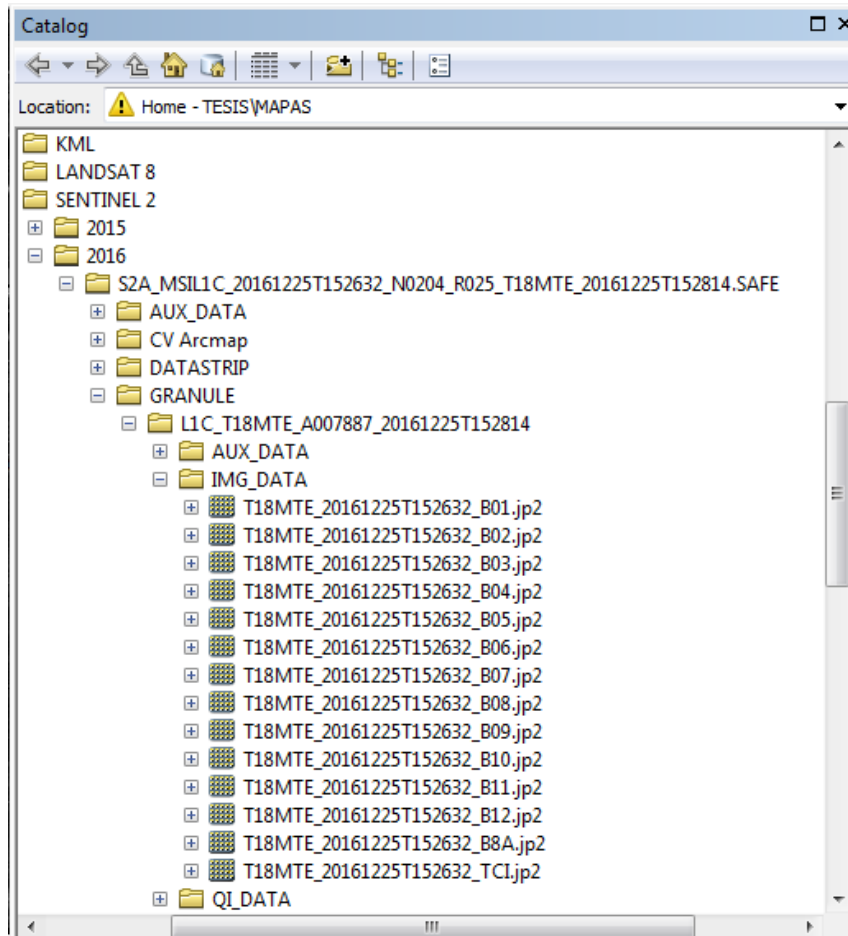 Catalog
Location: Home - TESIS\MAPAS
KML
LANDSAT 8
SENTINEL 2
2015
2016
S2A_MSIL1C_20161225T152632_N0204_R025_T18MTE_20161225T152814.SAFE
AUX_DATA
CV Arcmap
DATASTRIP
GRANULE
L1C_T18MTE_A007887_20161225T152814
AUX_DATA
IMG_DATA
T18MTE_20161225T152632_B01.jp2
T18MTE_20161225T152632_B02.jp2
T18MTE_20161225T152632_B03.jp2
T18MTE_20161225T152632_B04.jp2
T18MTE_20161225T152632_B05.jp2
T18MTE_20161225T152632_B06.jp2
T18MTE_20161225T152632_B07.jp2
T18MTE_20161225T152632_B08.jp2
T18MTE_20161225T152632_B09.jp2
T18MTE_20161225T152632_B10.jp2
T18MTE_20161225T152632_B11.jp2
T18MTE_20161225T152632_B12.jp2
T18MTE_20161225T152632_B8A.jp2
T18MTE_20161225T152632_TCI.jp2
QI_DATA